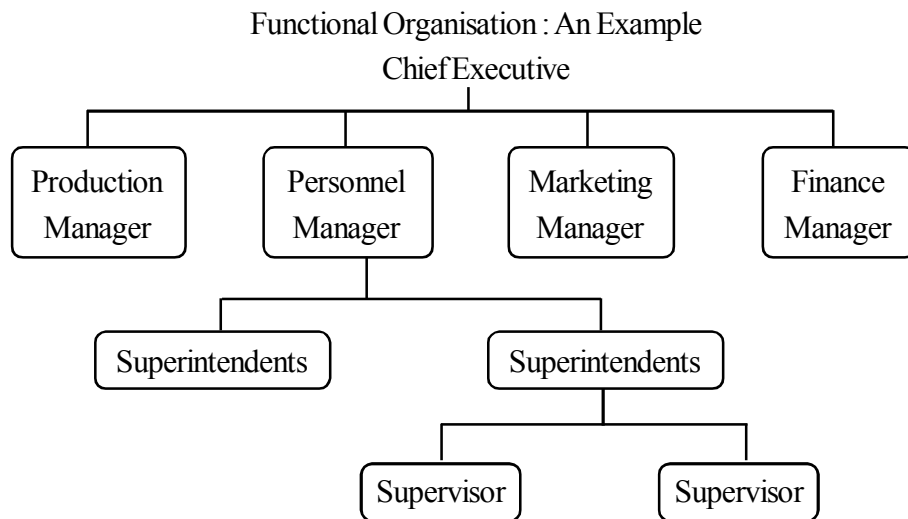 Functional Organisation : An Example
Chief Executive
Production
Manager
Personnel
Manager
Marketing
Manager
Finance
Manager
Superintendents
Superintendents
Supervisor
Supervisor